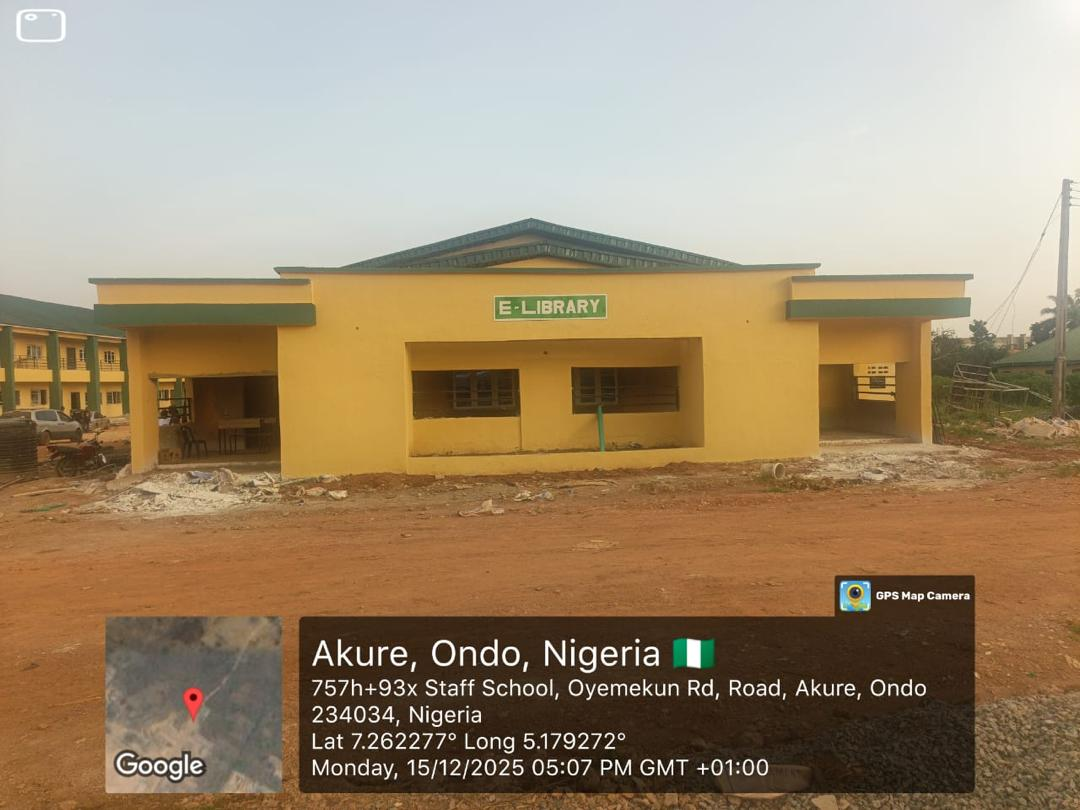 E-LIBRARY
GPS Map Camera
Akure, Ondo, Nigeria 🇳🇬
757h+93x Staff School, Oyemekun Rd, Road, Akure, Ondo
234034, Nigeria
Lat 7.262277° Long 5.179272°
Monday, 15/12/2025 05:07 PM GMT +01:00
Google